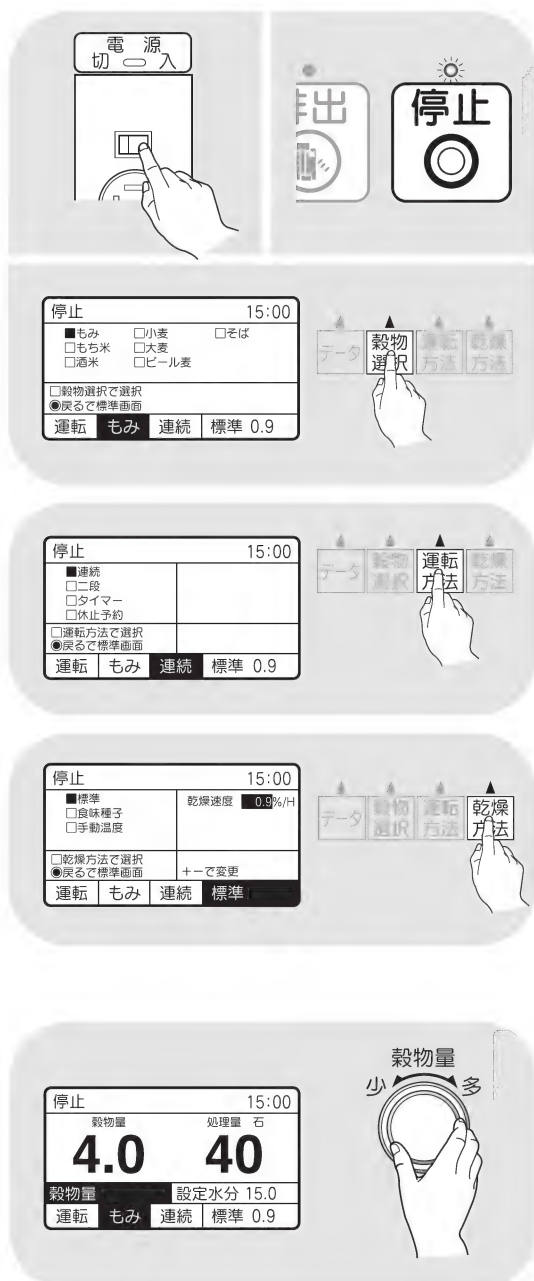 電 源
切 入
排出
停止
停止 15:00
■もみ □小麦 □そば
□もち米 □大麦
□酒米 □ビール麦
□穀物選択で選択
◉戻るで標準画面
運転 もみ 連続 標準 0.9
データ
穀物
選択
運転
方法
乾燥
方法
停止 15:00
■連続
□二段
□タイマー
□休止予約
□運転方法で選択
◉戻るで標準画面
運転 もみ 連続 標準 0.9
データ
穀物
選択
運転
方法
乾燥
方法
停止 15:00
■標準 乾燥速度 0.9%/H
□食味種子
□手動温度
□乾燥方法で選択
◉戻るで標準画面 +-で変更
運転 もみ 連続 標準
データ
穀物
選択
運転
方法
乾燥
方法
穀物量
少 多
停止 15:00
穀物量 処理量 石
4.0 40
穀物量 設定水分 15.0
運転 もみ 連続 標準 0.9